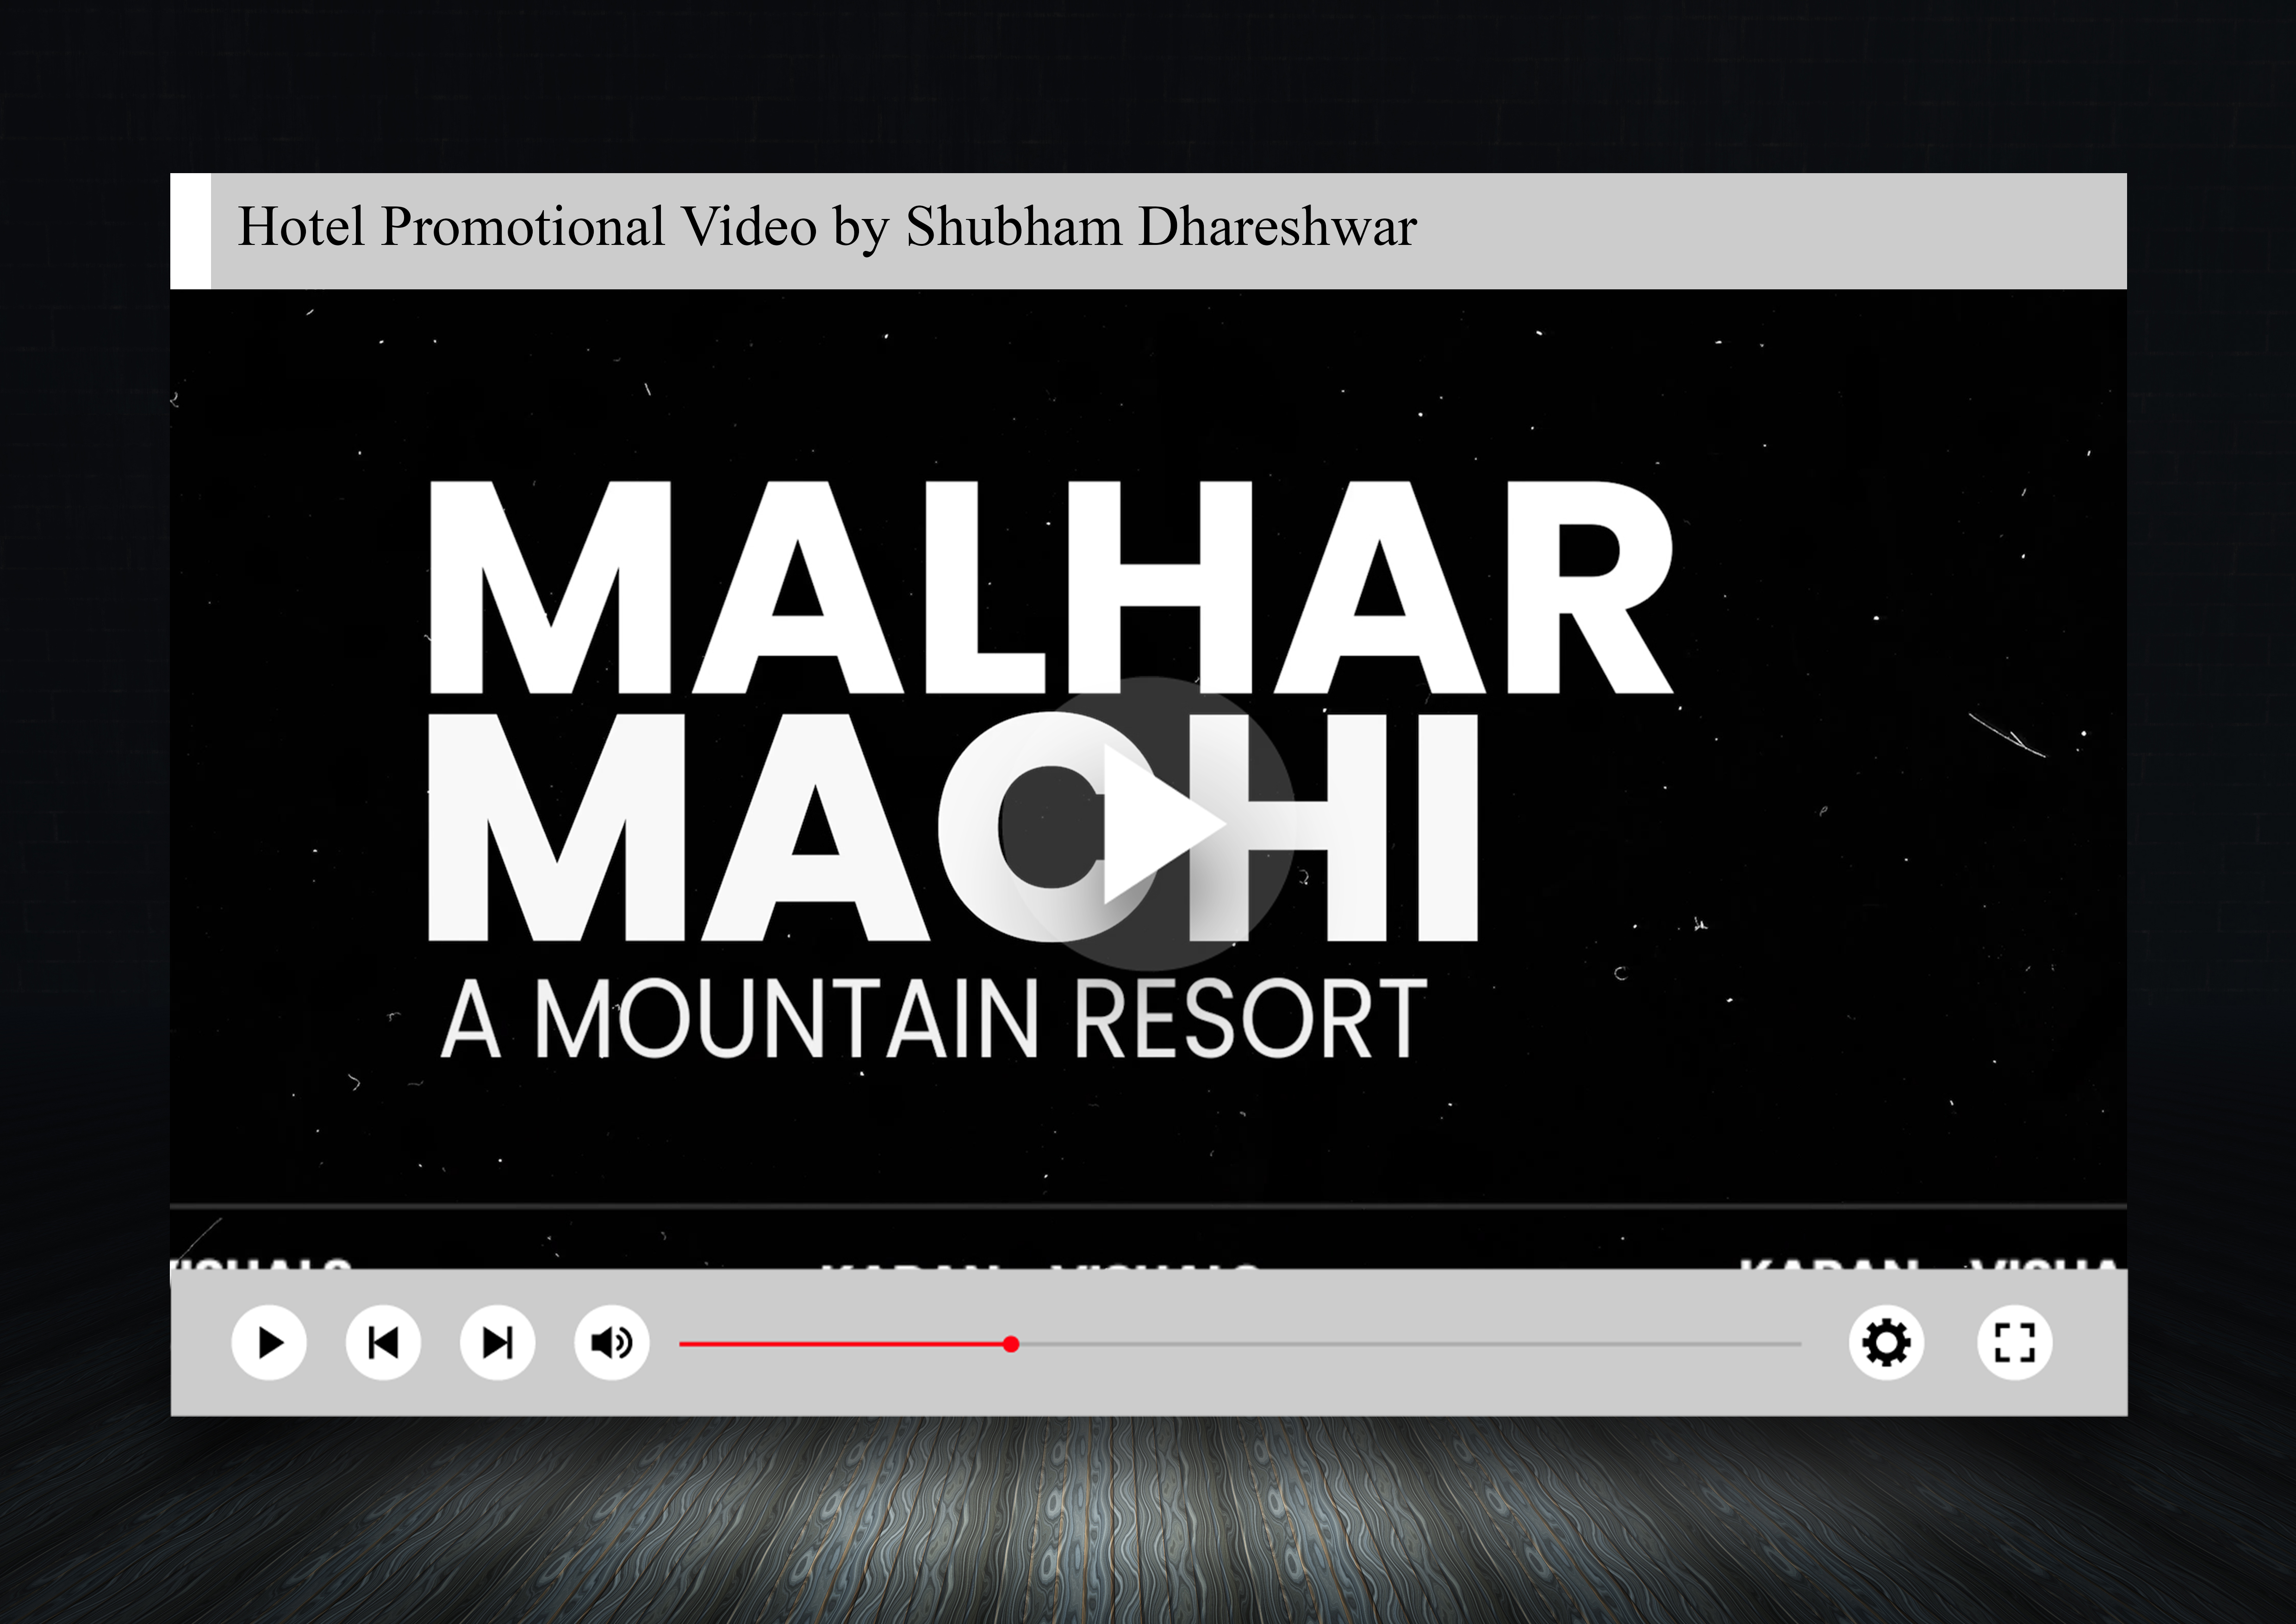 Hotel Promotional Video by Shubham Dhareshwar
MALHAR
MACHI
A MOUNTAIN RESORT